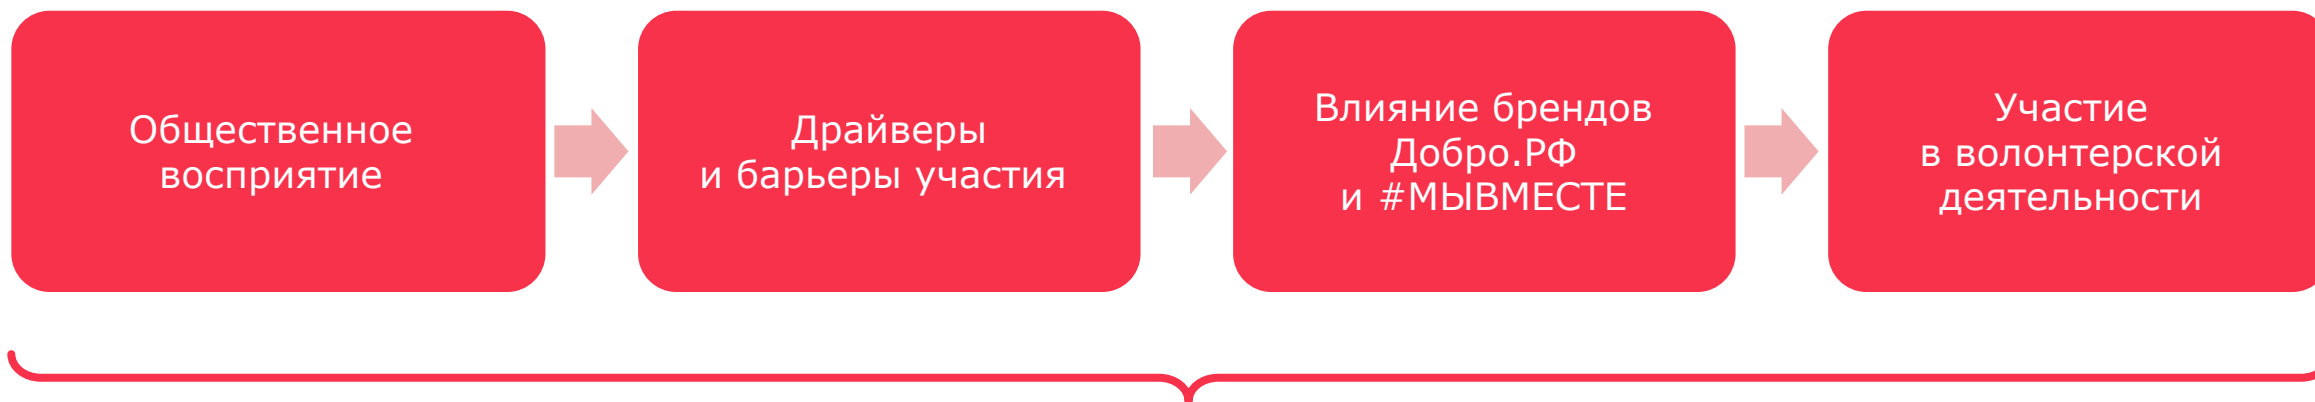 Общественное
восприятие
Драйверы
и барьеры участия
Влияние брендов
Добро.РФ
и #МЫВМЕСТЕ
Участие
в волонтерской
деятельности